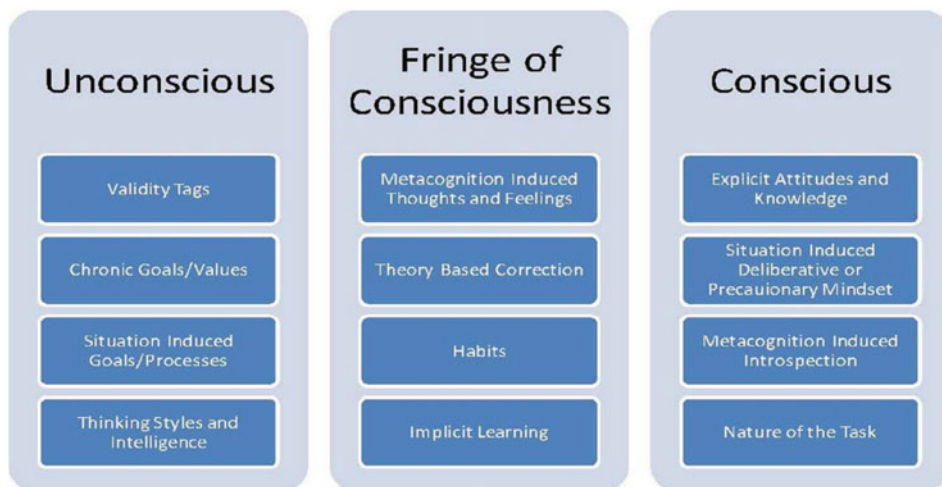 Unconscious
Validity Tags
Chronic Goals/Values
Situation Induced
Goals/Processes
Thinking Styles and
Intelligence
Fringe of
Consciousness
Metacognition Induced
Thoughts and Feelings
Theory Based Correction
Habits
Implicit Learning
Conscious
Explicit Attitudes and
Knowledge
Situation Induced
Deliberative or
Precauionary Mindset
Metacognition Induced
Introspection
Nature of the Task